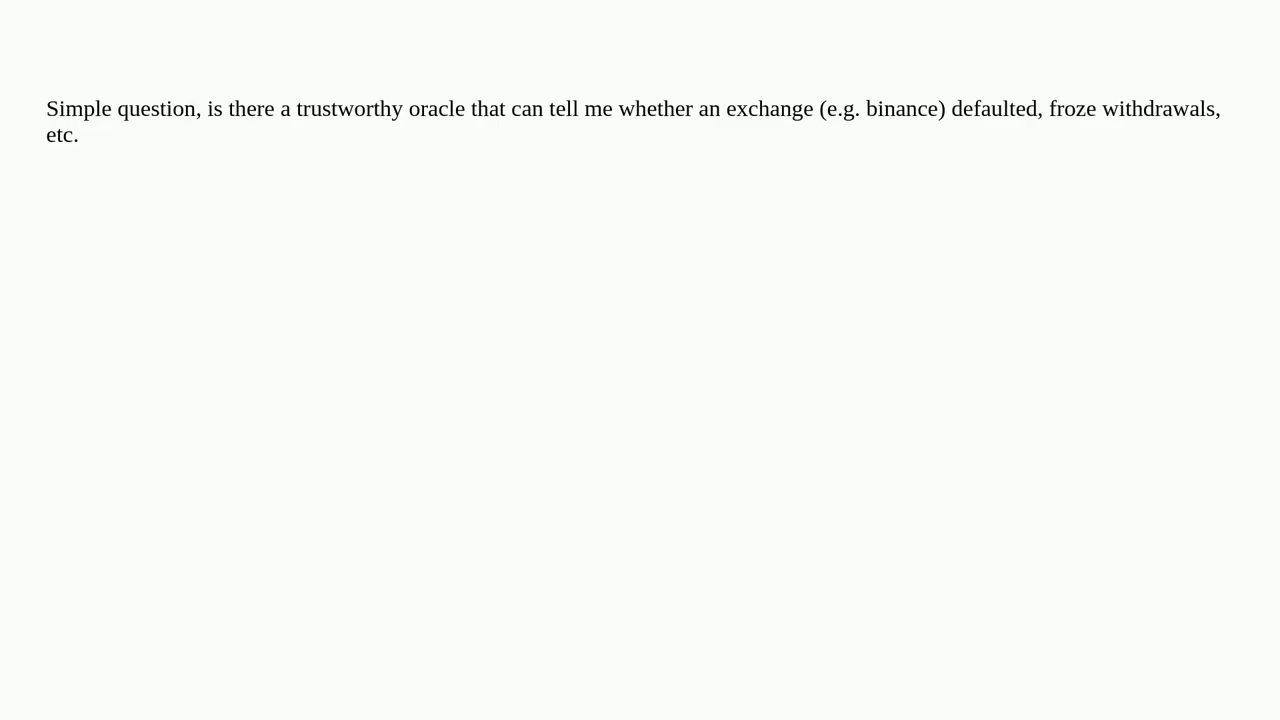 Simple question, is there a trustworthy oracle that can tell me whether an exchange (e.g. binance) defaulted, froze withdrawals,
etc.